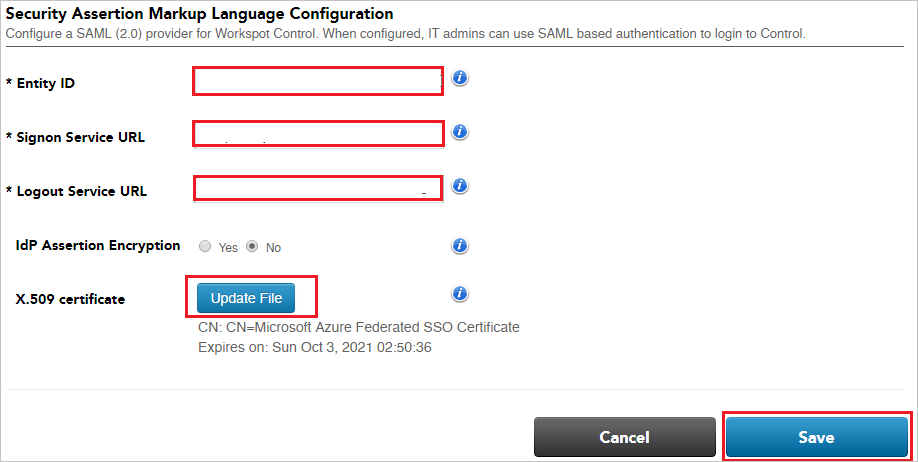 Security Assertion Markup Language Configuration
Configure a SAML (2.0) provider for Workspot Control. When configured, IT admins can use SAML based authentication to login to Control.
* Entity ID
* Signon Service URL
* Logout Service URL
IdP Assertion Encryption Yes No
X.509 certificate Update File
CN: CN=Microsoft Azure Federated SSO Certificate
Expires on: Sun Oct 3, 2021 02:50:36
Cancel Save